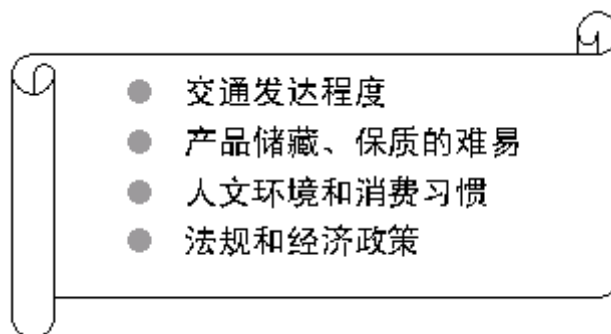 交通发达程度
产品储藏、保质的难易
人文环境和消费习惯
法规和经济政策